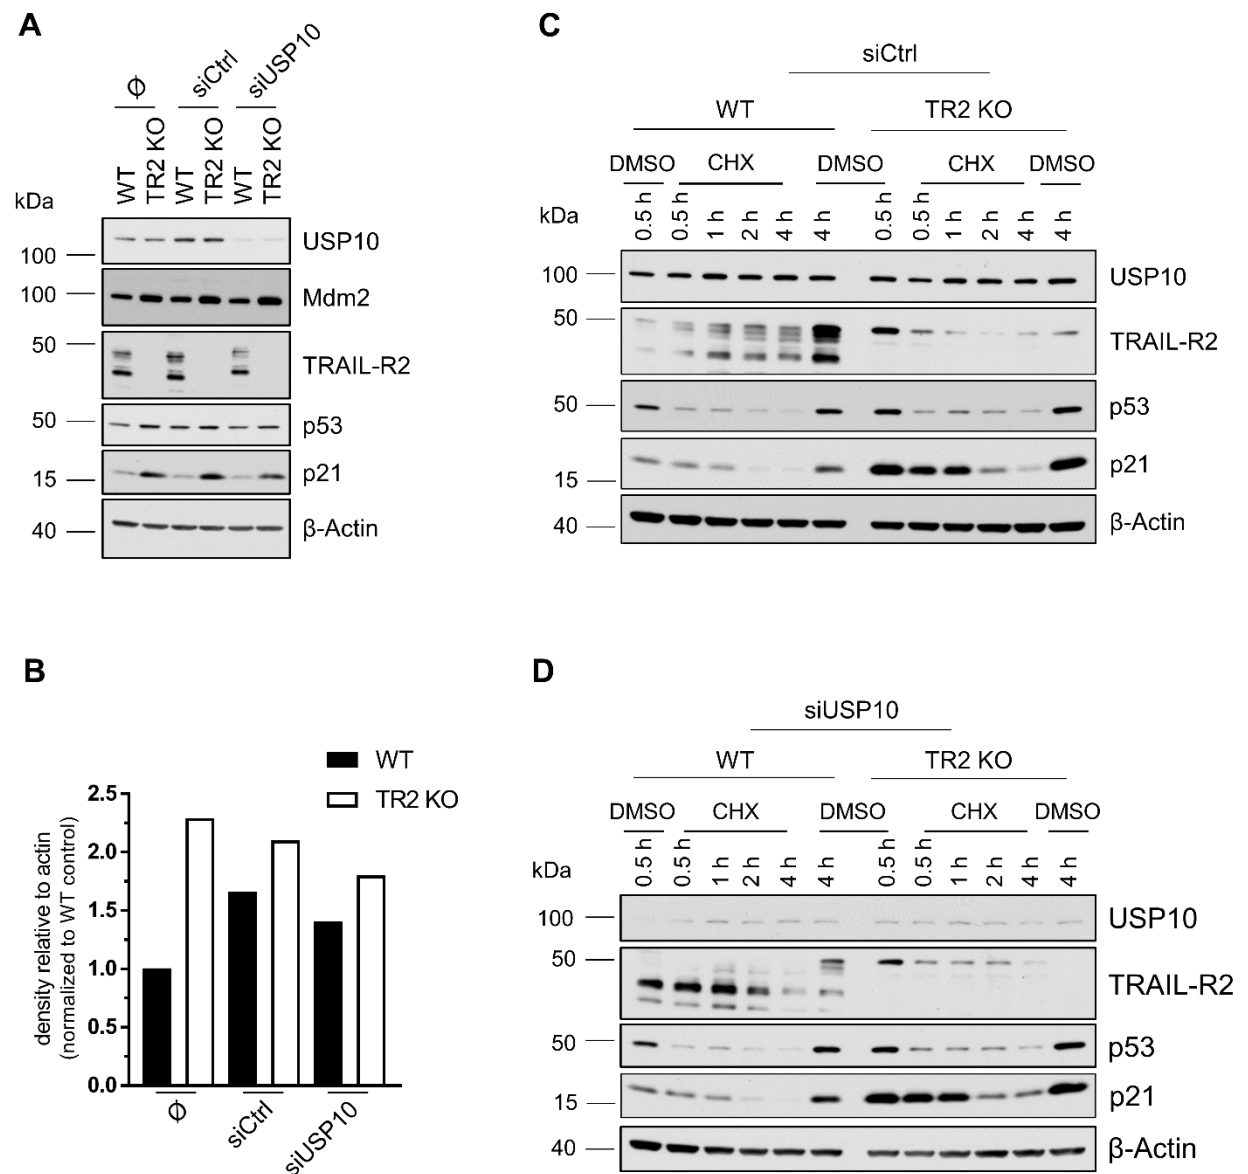 A
Ø
siCtrl
siUSP10
WT
TR2 KO
WT
TR2 KO
WT
TR2 KO
kDa
100
USP10
100
Mdm2
50
TRAIL-R2
50
p53
15
p21
40
β-Actin
B
WT
TR2 KO
density relative to actin
(normalized to WT control)
2.5
2.0
1.5
1.0
0.5
0.0
Ø
siCtrl
siUSP10
C
siCtrl
WT
TR2 KO
DMSO
CHX
DMSO
CHX
DMSO
kDa
0.5 h
0.5 h
1 h
2 h
4 h
4 h
0.5 h
0.5 h
1 h
2 h
4 h
4 h
100
USP10
50
TRAIL-R2
50
p53
15
p21
40
β-Actin
D
siUSP10
WT
TR2 KO
DMSO
CHX
DMSO
CHX
DMSO
kDa
0.5 h
0.5 h
1 h
2 h
4 h
4 h
0.5 h
0.5 h
1 h
2 h
4 h
4 h
100
USP10
50
TRAIL-R2
50
p53
15
p21
40
β-Actin